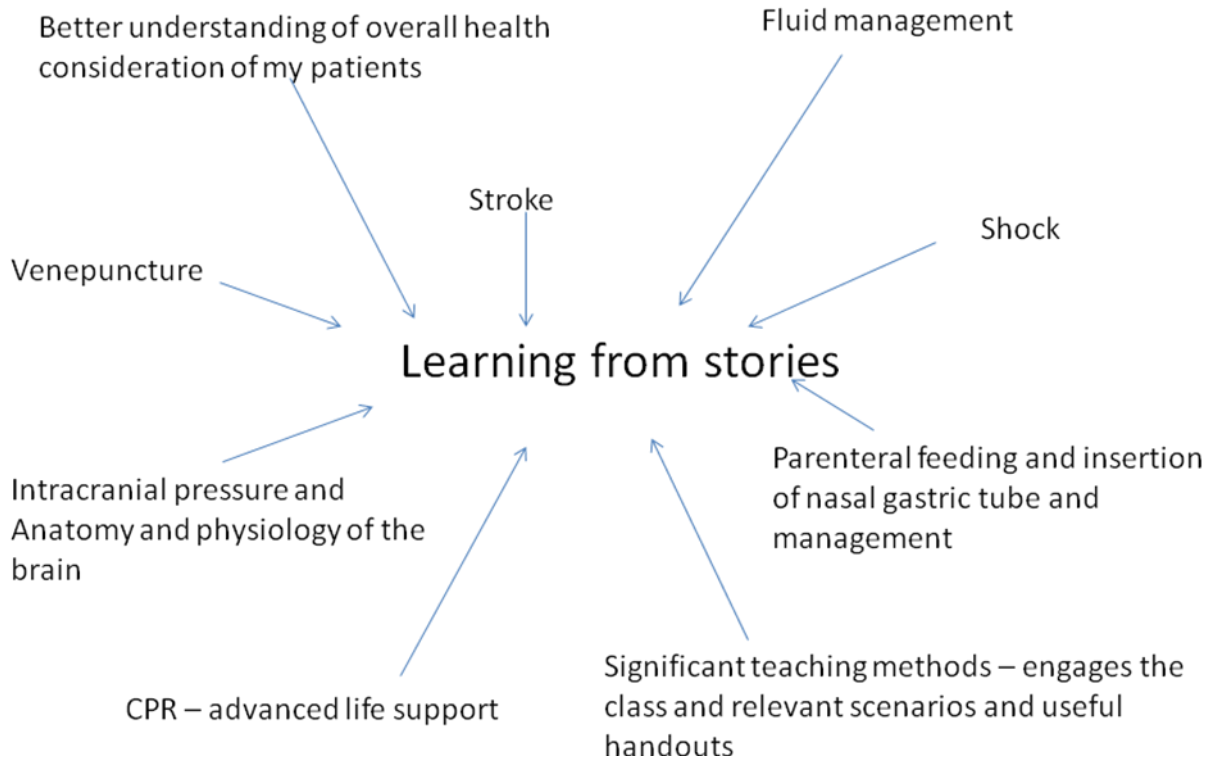 Better understanding of overall health
consideration of my patients
Fluid management
Stroke
Shock
Venepuncture
Learning from stories
Intracranial pressure and
Anatomy and physiology of the
brain
Parenteral feeding and insertion
of nasal gastric tube and
management
CPR – advanced life support
Significant teaching methods – engages the
class and relevant scenarios and useful
handouts